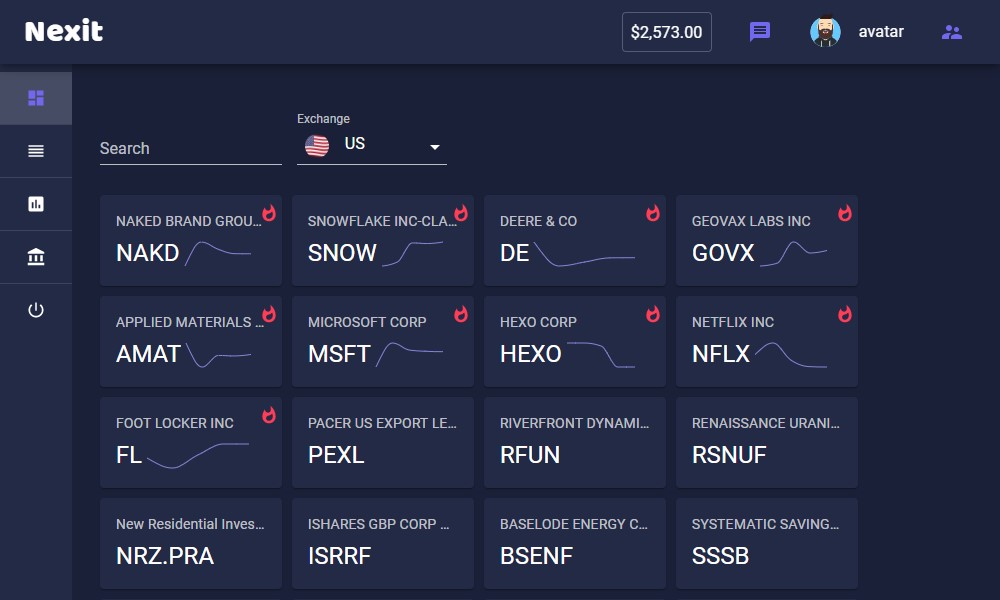 Nexit
$2,573.00
avatar
Exchange
Search
US
NAKED BRAND GROU...
SNOWFLAKE INC-CLA...
DEERE & CO
GEOVAX LABS INC
NAKD
SNOW
DE
GOVX
APPLIED MATERIALS ...
MICROSOFT CORP
HEXO CORP
NETFLIX INC
AMAT
MSFT
HEXO
NFLX
FOOT LOCKER INC
PACER US EXPORT LE...
RIVERFRONT DYNAMI...
RENAISSANCE URANI...
FL
PEXL
RFUN
RSNUF
New Residential Inves...
ISHARES GBP CORP ...
BASELODE ENERGY C...
SYSTEMATIC SAVING...
NRZ.PRA
ISRRF
BSENF
SSSB